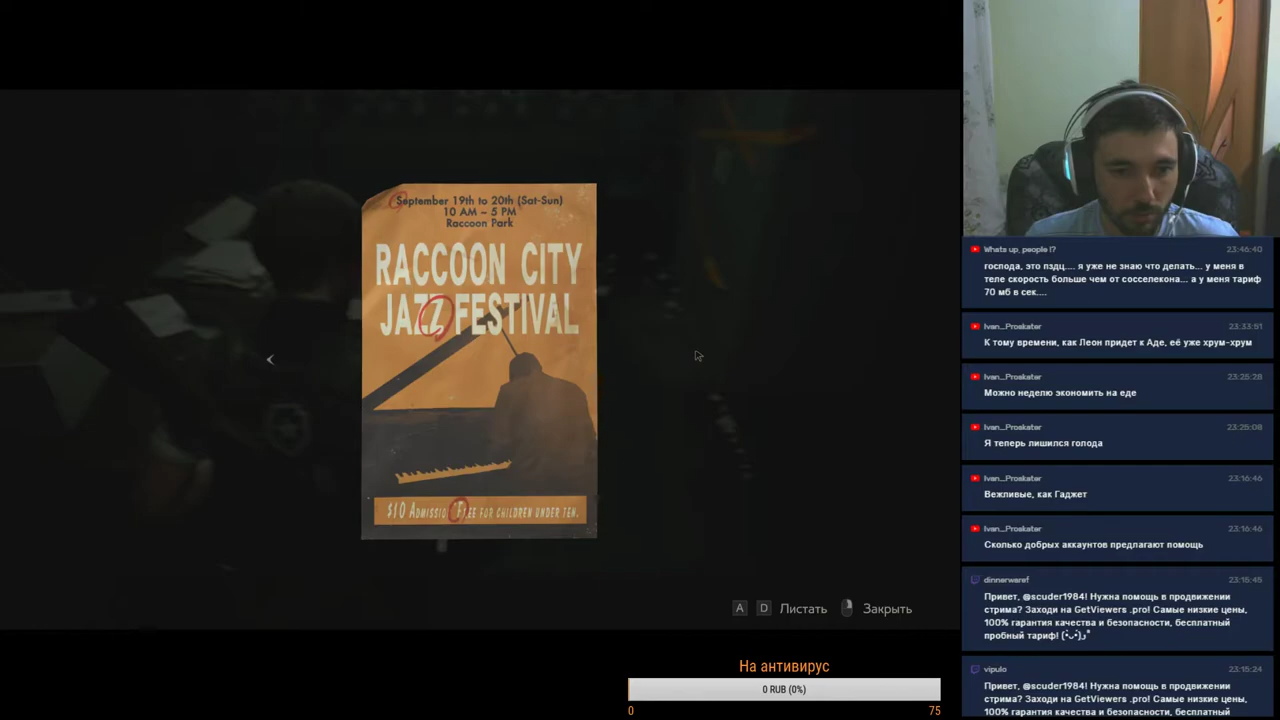 September 19th to 20th (Sat-Sun)
10 AM – 5 PM
Raccoon Park
RACCOON CITY
JAZZ FESTIVAL
$10 Admissio Free for children under ten.
A D Листать Закрыть
На антивирус
0 RUB (0%)
0 75
Whats up, people !? 23:46:40
господа, это пздц.... я уже не знаю что делать... у меня в
теле скорость больше чем от сосселекона... а у меня тариф
70 мб в сек....
Ivan_Proskater 23:33:51
К тому времени, как Леон придет к Аде, её уже хрум-хрум
Ivan_Proskater 23:25:28
Можно неделю экономить на еде
Ivan_Proskater 23:25:08
Я теперь лишился голода
Ivan_Proskater 23:16:46
Вежливые, как Гаджет
Ivan_Proskater 23:16:46
Сколько добрых аккаунтов предлагают помощь
dinnerwaref 23:15:45
Привет, @scuder1984! Нужна помощь в продвижении
стрима? Заходи на GetViewers .pro! Самые низкие цены,
100% гарантия качества и безопасности, бесплатный
пробный тариф! (•̀ᴗ•́)و
vipulo 23:15:24
Привет, @scuder1984! Нужна помощь в продвижении
стрима? Заходи на GetViewers .pro! Самые низкие цены,
100% гарантия качества и безопасности, бесплатный